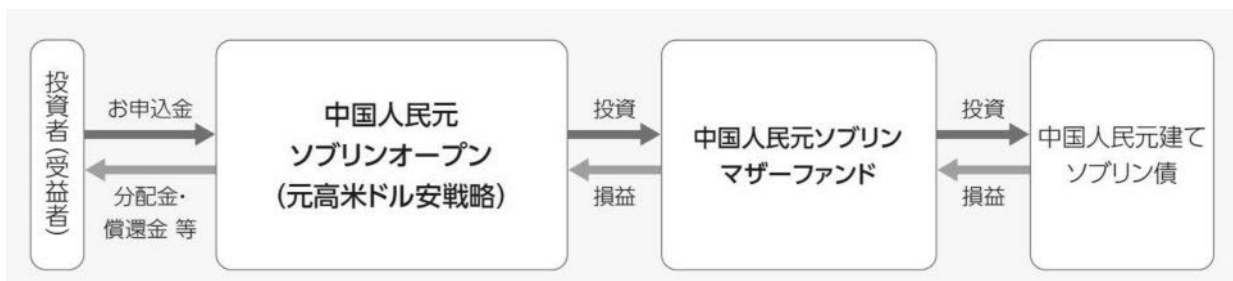 投資者(受益者)
お申込金
分配金・
償還金 等
中国人民元
ソブリンオープン
(元高米ドル安戦略)
投資
損益
中国人民元ソブリン
マザーファンド
投資
損益
中国人民元建て
ソブリン債